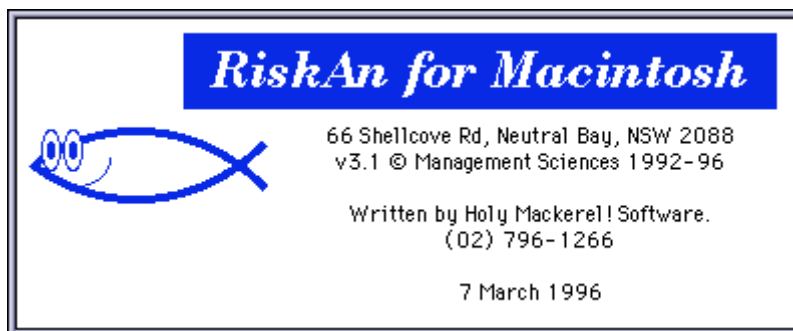 RiskAn for Macintosh
66 Shellcove Rd, Neutral Bay, NSW 2088
v3.1 © Management Sciences 1992-96
Written by Holy Mackerel! Software.
(02) 796-1266
7 March 1996